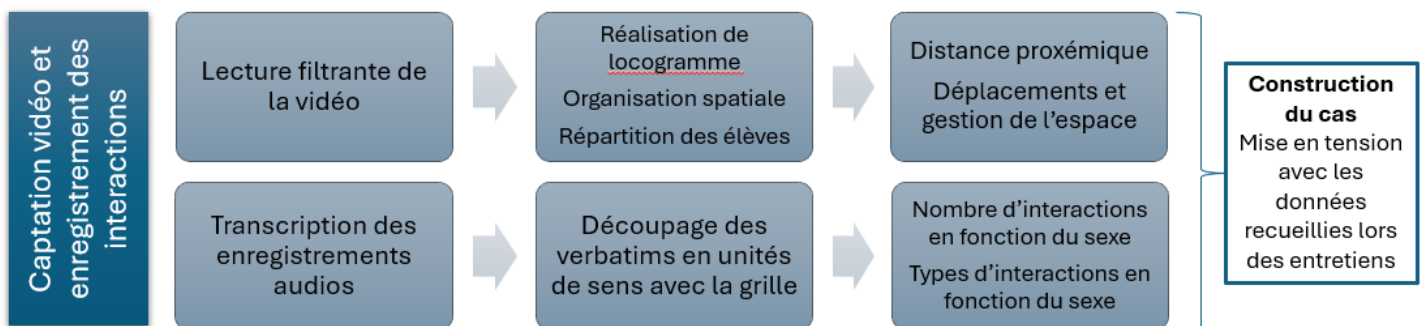 Captation vidéo et
enregistrement des
interactions
Lecture filtrante de
la vidéo
Réalisation de
locogramme
Organisation spatiale
Répartition des élèves
Distance proxémique
Déplacements et
gestion de l’espace
Transcription des
enregistrements
audios
Découpage des
verbatims en unités
de sens avec la grille
Nombre d’interactions
en fonction du sexe
Types d’interactions en
fonction du sexe
Construction
du cas
Mise en tension
avec les
données
recueillies lors
des entretiens